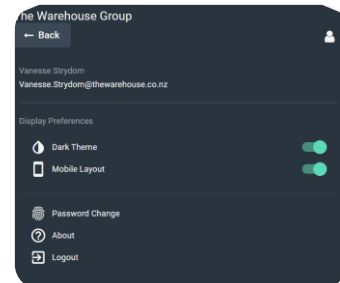 he Warehouse Group
← Back
Vanesse Strydom
Vanesse.Strydom@thewarehouse.co.nz
Display Preferences
Dark Theme
Mobile Layout
Password Change
About
Logout